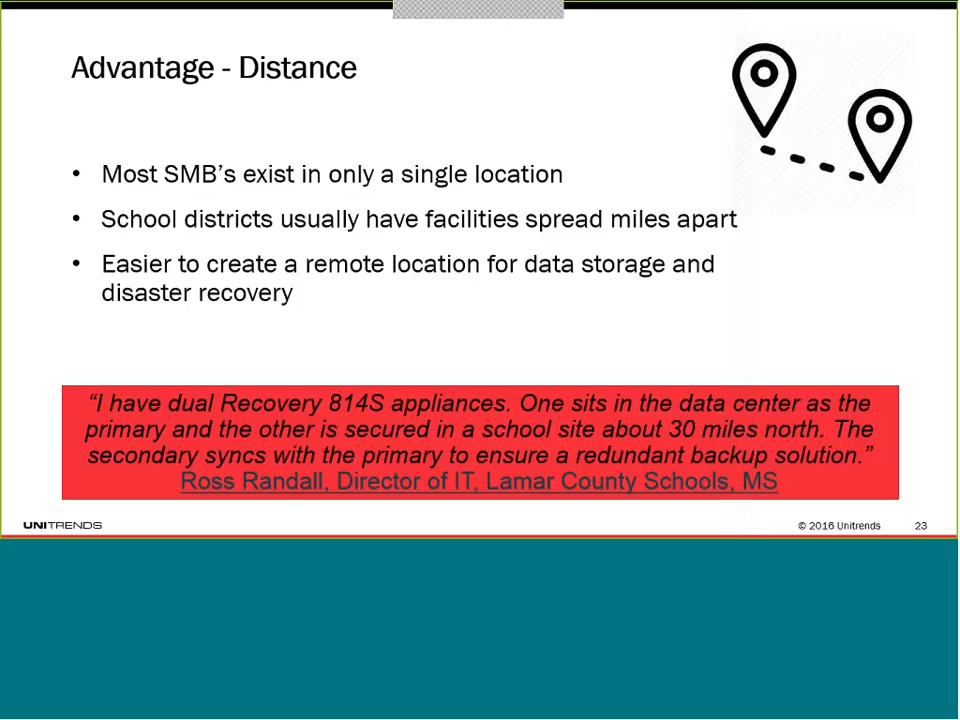 Advantage - Distance
• Most SMB's exist in only a single location
• School districts usually have facilities spread miles apart
• Easier to create a remote location for data storage and
disaster recovery
“I have dual Recovery 814S appliances. One sits in the data center as the
primary and the other is secured in a school site about 30 miles north. The
secondary syncs with the primary to ensure a redundant backup solution.”
Ross Randall, Director of IT, Lamar County Schools, MS
UNITRENDS © 2016 Unitrends 23